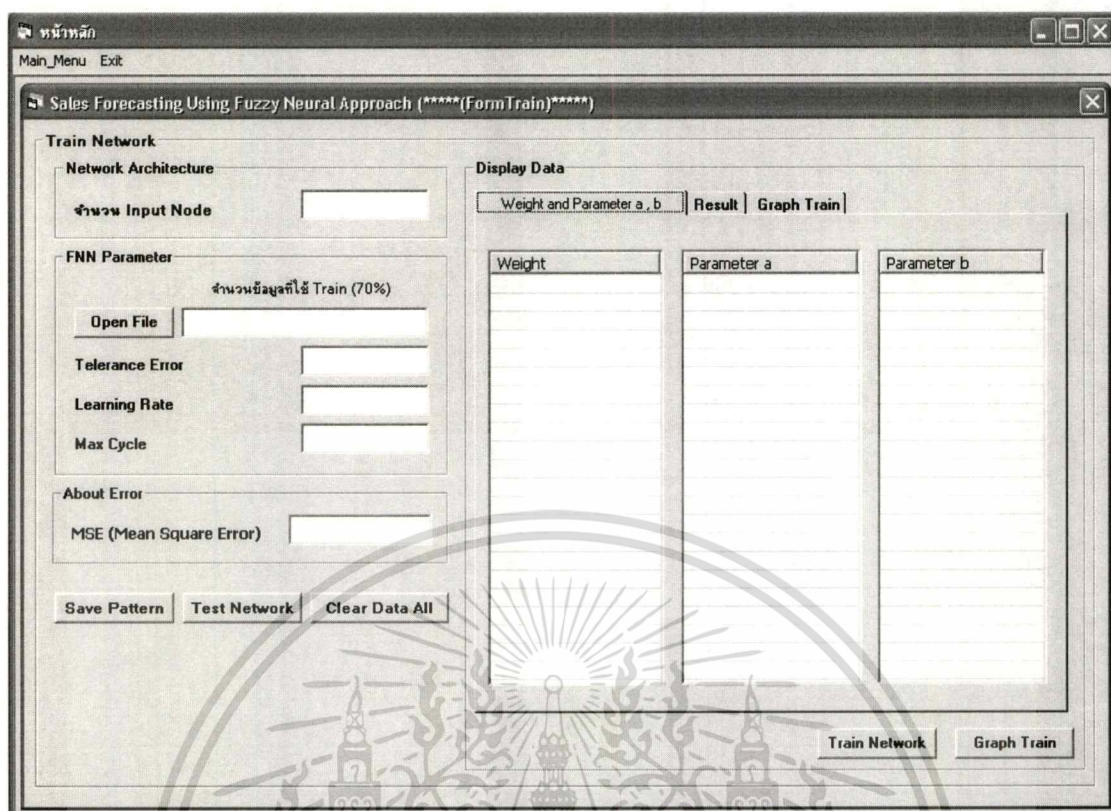 หน้าหลัก
Main_Menu Exit
Sales Forecasting Using Fuzzy Neural Approach (*****(FormTrain)*****)
Train Network
Network Architecture
จำนวน Input Node
FNN Parameter
จำนวนข้อมูลที่ใช้ Train (70%)
Open File
Telerance Error
Learning Rate
Max Cycle
About Error
MSE (Mean Square Error)
Save Pattern Test Network Clear Data All
Display Data
Weight and Parameter a , b Result Graph Train
Weight Parameter a Parameter b
Train Network Graph Train